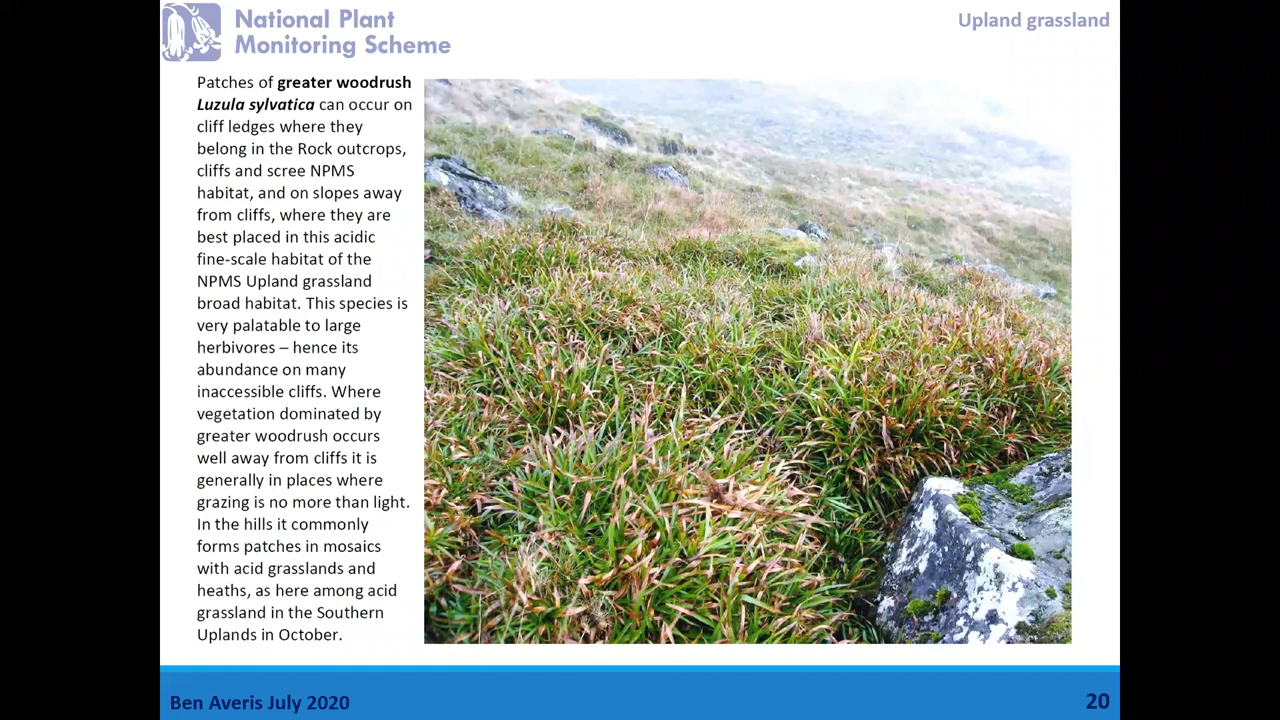 National Plant
Monitoring Scheme
Upland grassland
Patches of greater woodrush
Luzula sylvatica can occur on
cliff ledges where they
belong in the Rock outcrops,
cliffs and scree NPMS
habitat, and on slopes away
from cliffs, where they are
best placed in this acidic
fine-scale habitat of the
NPMS Upland grassland
broad habitat. This species is
very palatable to large
herbivores – hence its
abundance on many
inaccessible cliffs. Where
vegetation dominated by
greater woodrush occurs
well away from cliffs it is
generally in places where
grazing is no more than light.
In the hills it commonly
forms patches in mosaics
with acid grasslands and
heaths, as here among acid
grassland in the Southern
Uplands in October.
Ben Averis July 2020
20